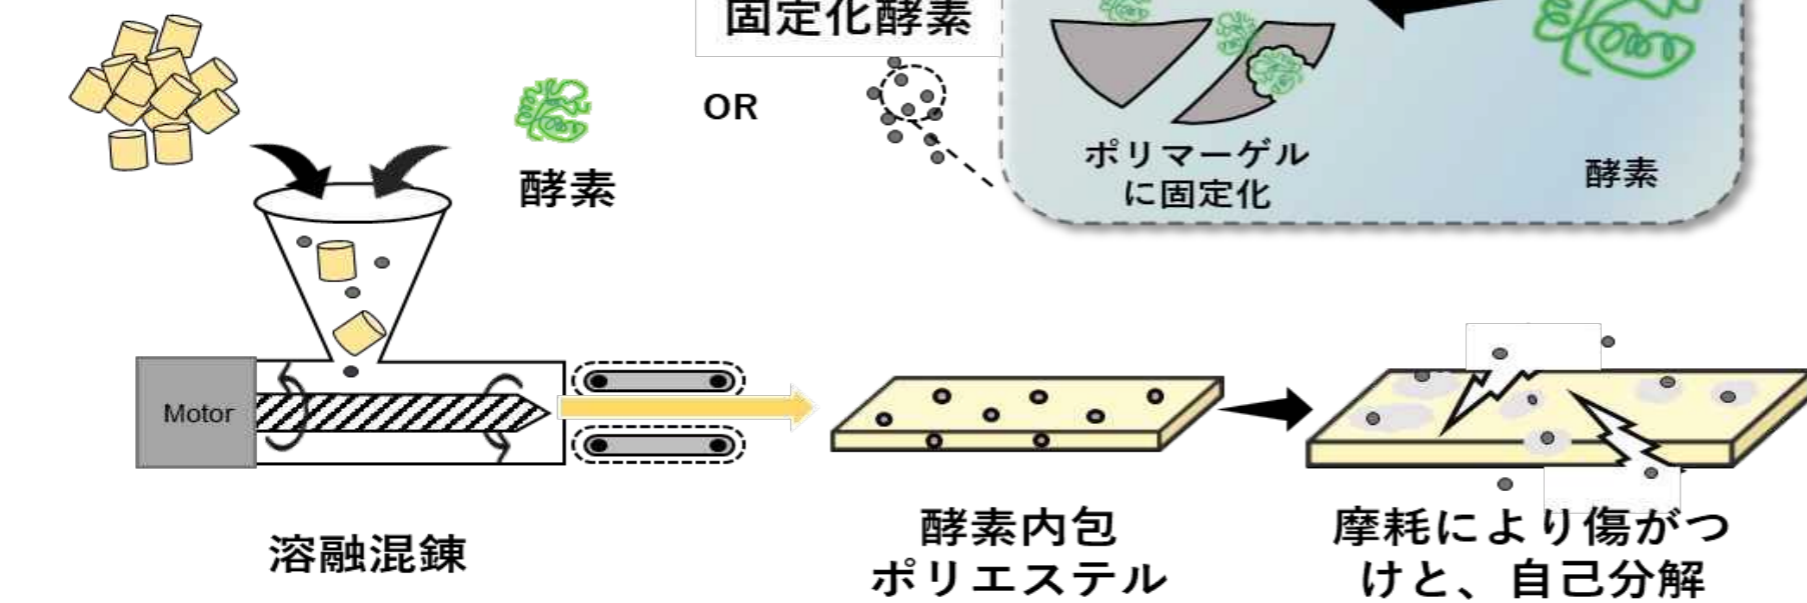 固定化酵素
OR
酵素
ポリマーゲル
に固定化
酵素
Motor
溶融混錬
酵素内包
ポリエステル
摩耗により傷がつ
けと、自己分解